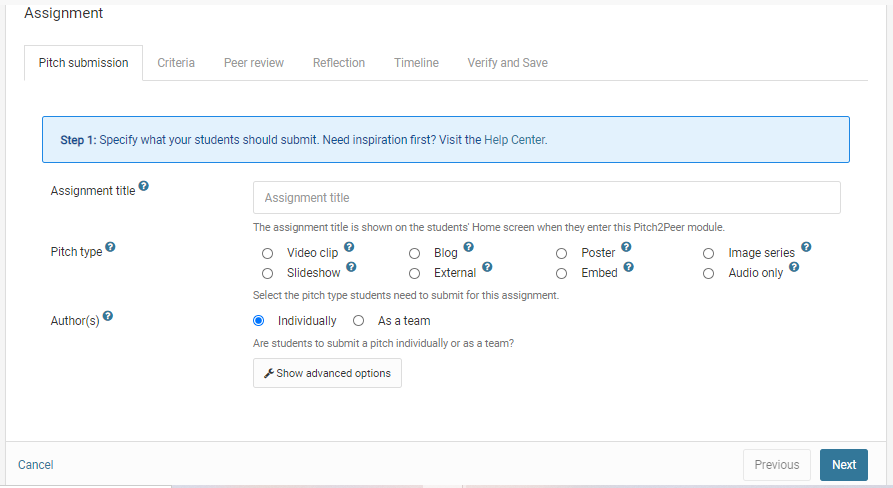 Assignment
Pitch submission Criteria Peer review Reflection Timeline Verify and Save
Step 1: Specify what your students should submit. Need inspiration first? Visit the Help Center.
Assignment title ?
Assignment title
The assignment title is shown on the students' Home screen when they enter this Pitch2Peer module.
Pitch type ?
Video clip ? Blog ? Poster ? Image series ?
Slideshow ? External ? Embed ? Audio only ?
Select the pitch type students need to submit for this assignment.
Author(s) ?
Individually As a team
Are students to submit a pitch individually or as a team?
Show advanced options
Cancel Previous Next